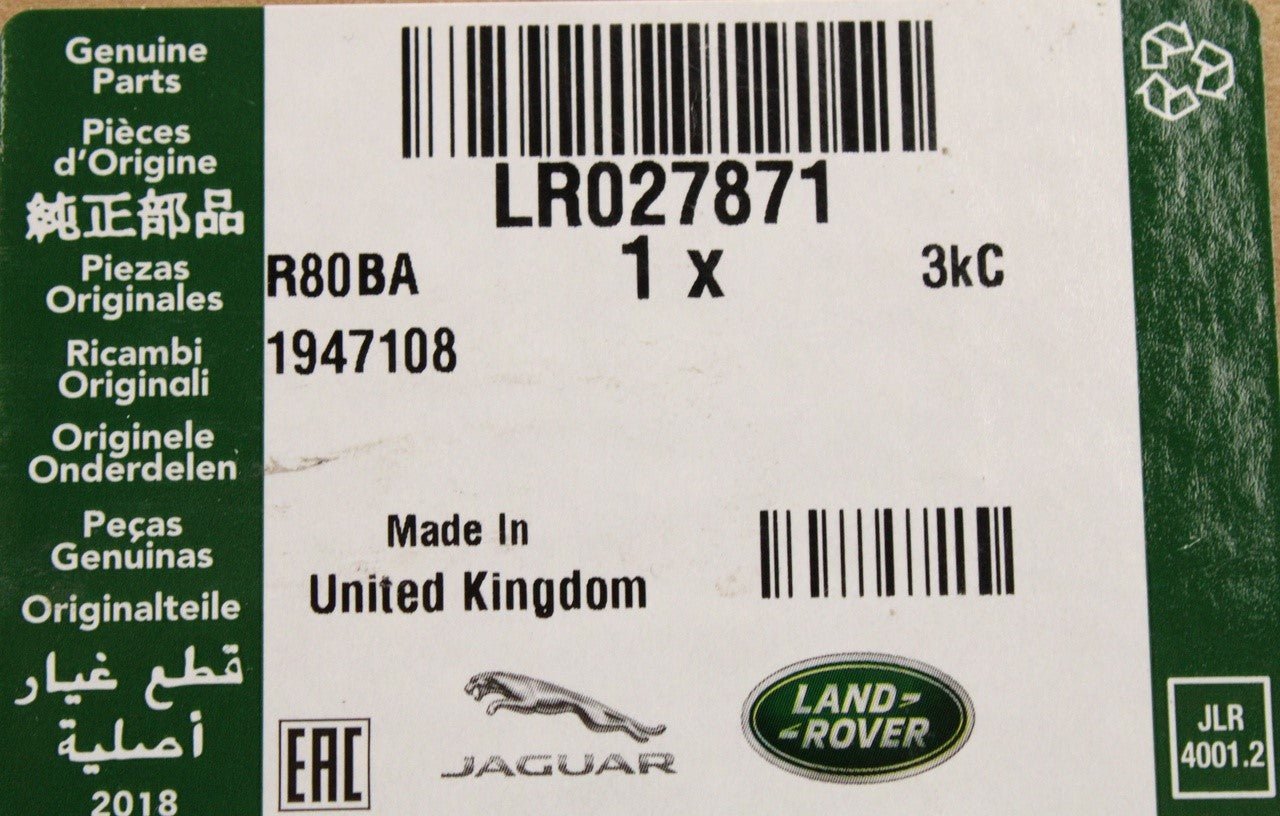 Genuine
Parts
Pièces
d'Origine
純正部品
Piezas
Originales
Ricambi
Originali
Originele
Onderdelen
Peças
Genuinas
Originalteile
قطع غيار
أصلية
2018
LR027871
R80BA
1 x
3kC
1947108
Made In
United Kingdom
EAC
JAGUAR
LAND-
-ROVER
JLR
4001.2